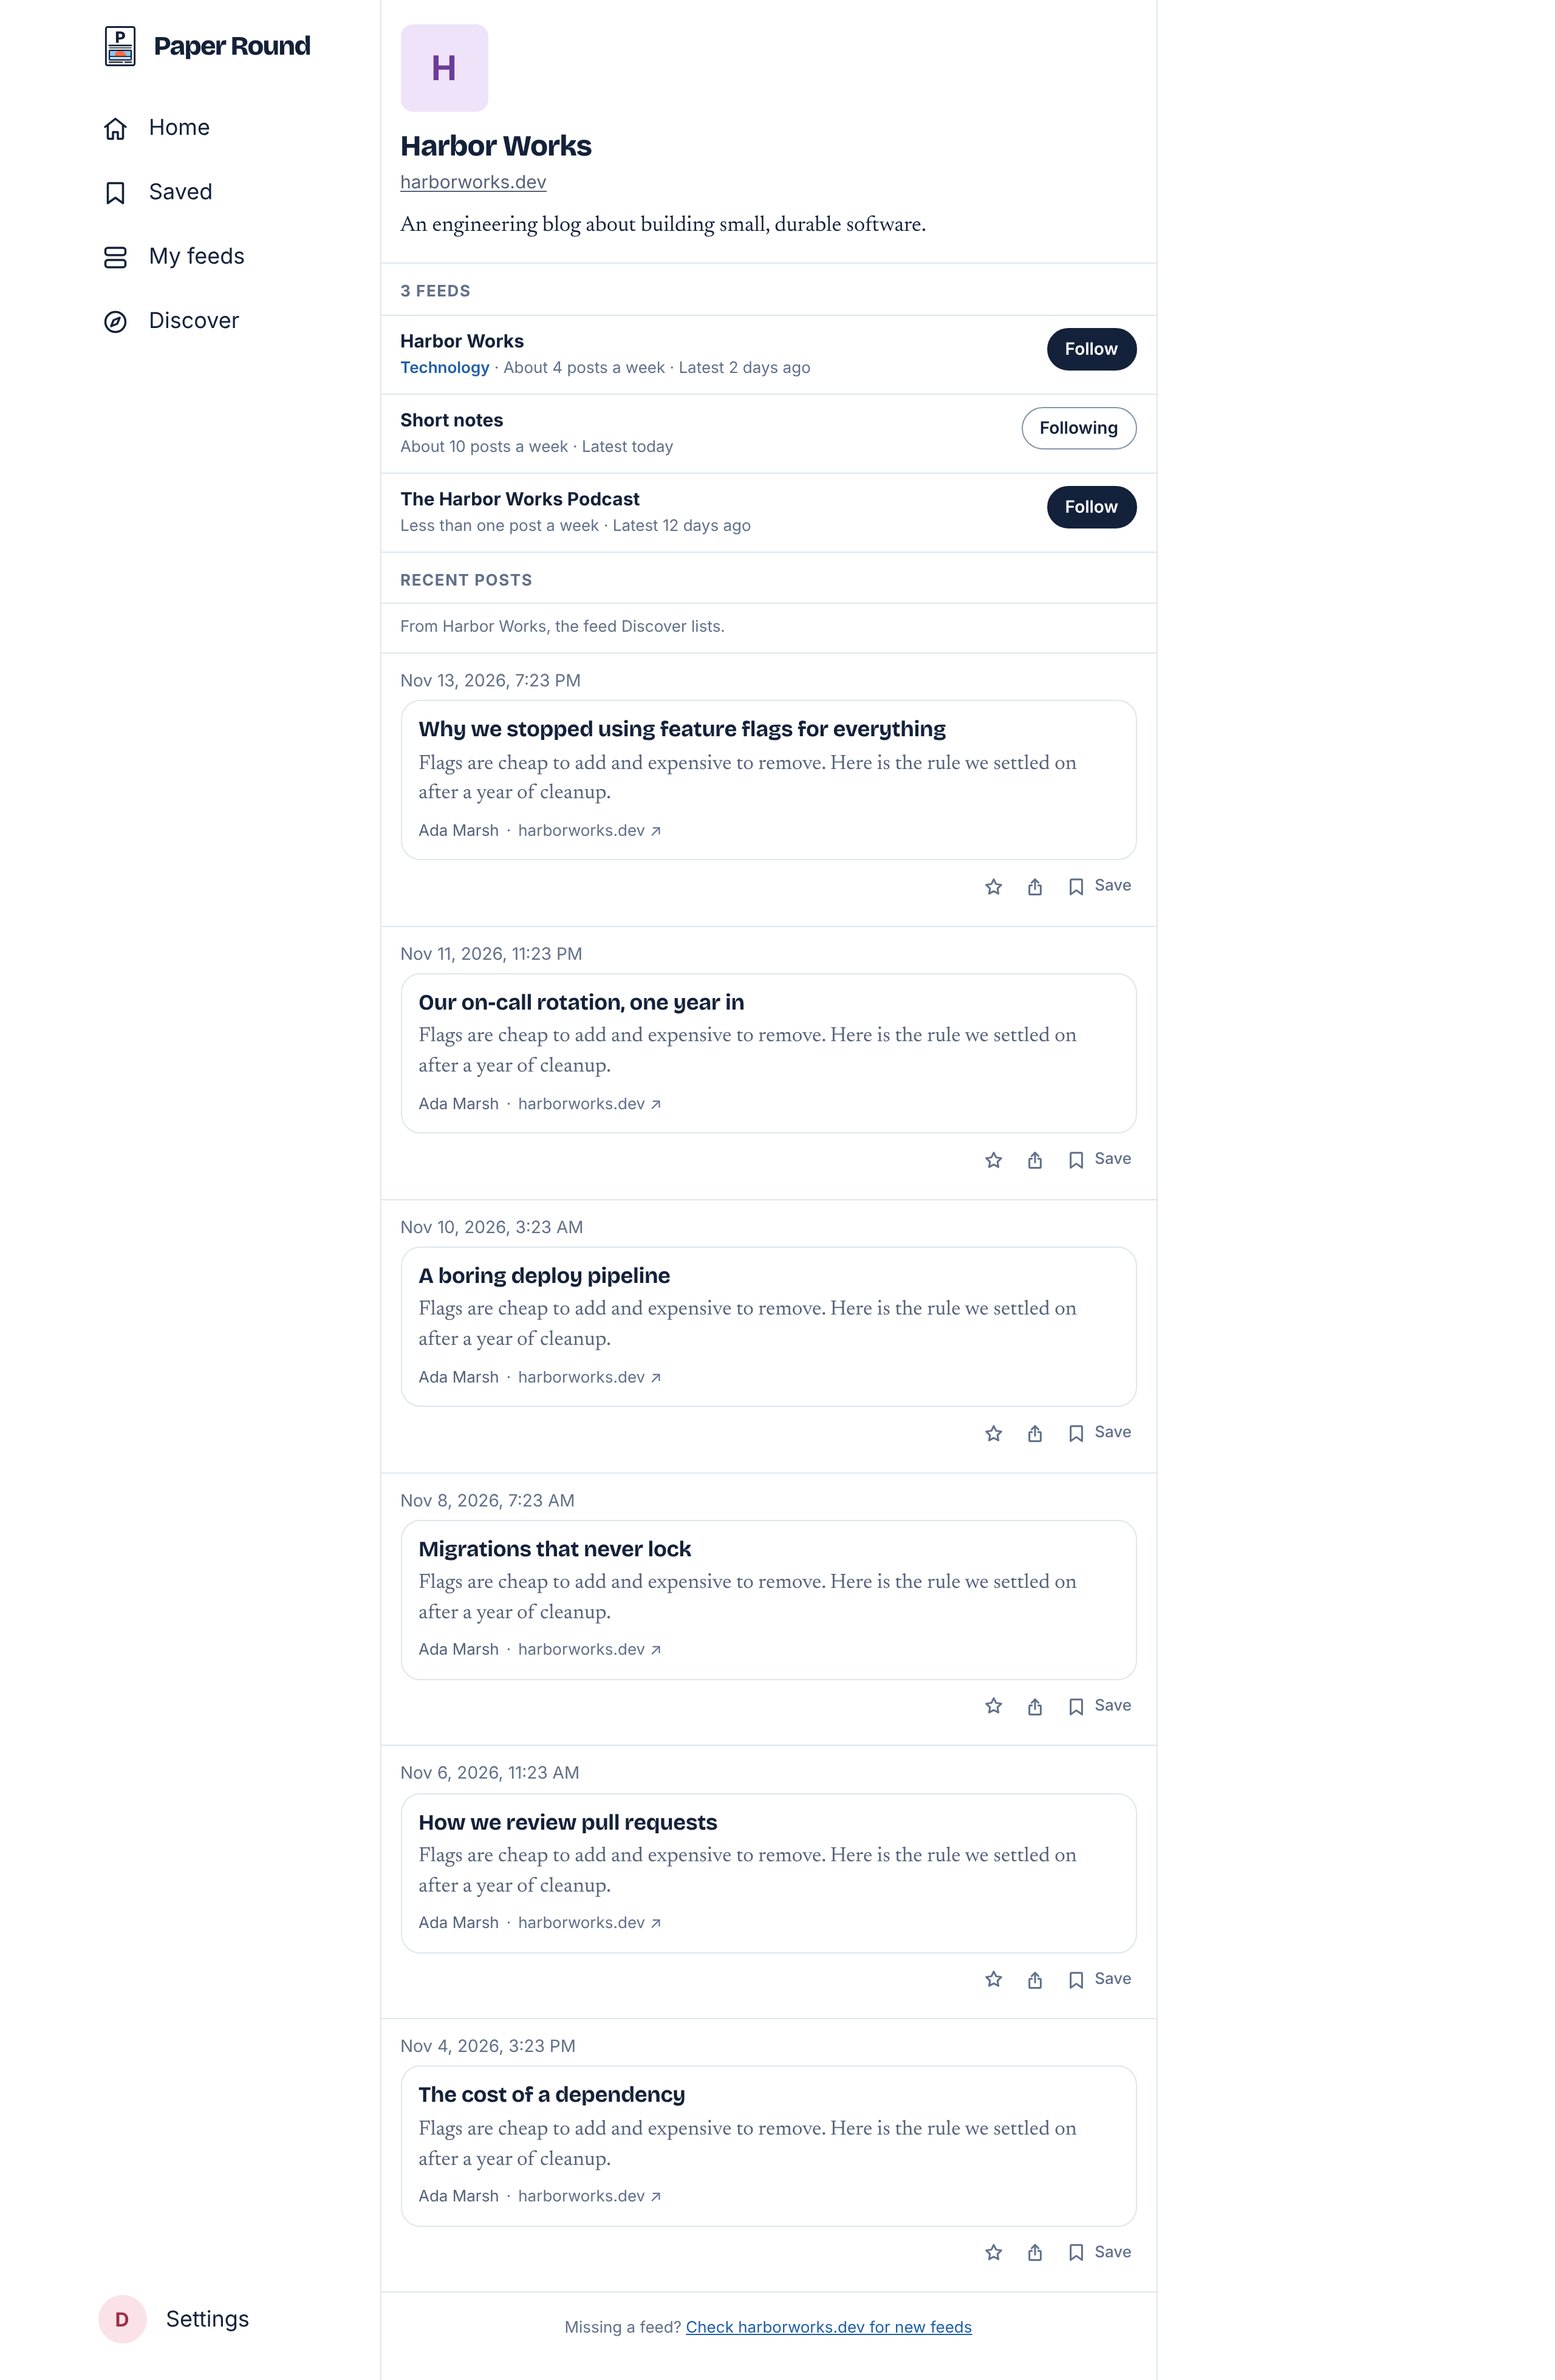 P
Paper Round
Home
Saved
My feeds
Discover
H
Harbor Works
harborworks.dev
An engineering blog about building small, durable software.
3 FEEDS
Harbor Works
Technology · About 4 posts a week · Latest 2 days ago
Follow
Short notes
About 10 posts a week · Latest today
Following
The Harbor Works Podcast
Less than one post a week · Latest 12 days ago
Follow
RECENT POSTS
From Harbor Works, the feed Discover lists.
Nov 13, 2026, 7:23 PM
Why we stopped using feature flags for everything
Flags are cheap to add and expensive to remove. Here is the rule we settled on
after a year of cleanup.
Ada Marsh · harborworks.dev ↗
Save
Nov 11, 2026, 11:23 PM
Our on-call rotation, one year in
Flags are cheap to add and expensive to remove. Here is the rule we settled on
after a year of cleanup.
Ada Marsh · harborworks.dev ↗
Save
Nov 10, 2026, 3:23 AM
A boring deploy pipeline
Flags are cheap to add and expensive to remove. Here is the rule we settled on
after a year of cleanup.
Ada Marsh · harborworks.dev ↗
Save
Nov 8, 2026, 7:23 AM
Migrations that never lock
Flags are cheap to add and expensive to remove. Here is the rule we settled on
after a year of cleanup.
Ada Marsh · harborworks.dev ↗
Save
Nov 6, 2026, 11:23 AM
How we review pull requests
Flags are cheap to add and expensive to remove. Here is the rule we settled on
after a year of cleanup.
Ada Marsh · harborworks.dev ↗
Save
Nov 4, 2026, 3:23 PM
The cost of a dependency
Flags are cheap to add and expensive to remove. Here is the rule we settled on
after a year of cleanup.
Ada Marsh · harborworks.dev ↗
Save
D
Settings
Missing a feed? Check harborworks.dev for new feeds